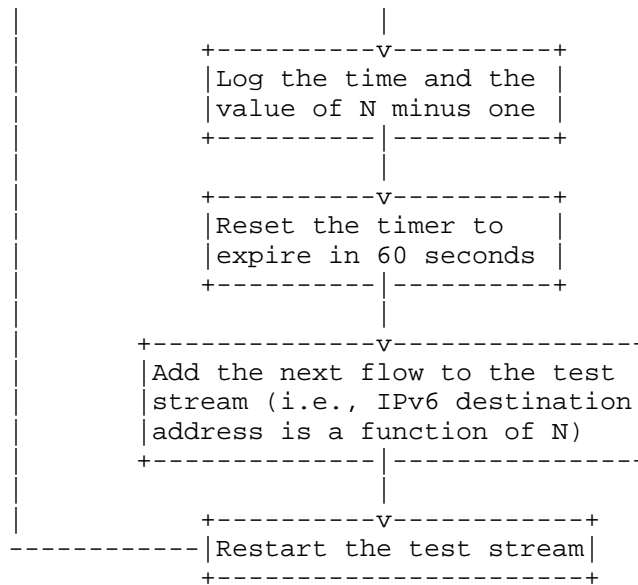 Log the time and the
value of N minus one
Reset the timer to
expire in 60 seconds
Add the next flow to the test
stream (i.e., IPv6 destination
address is a function of N)
Restart the test stream